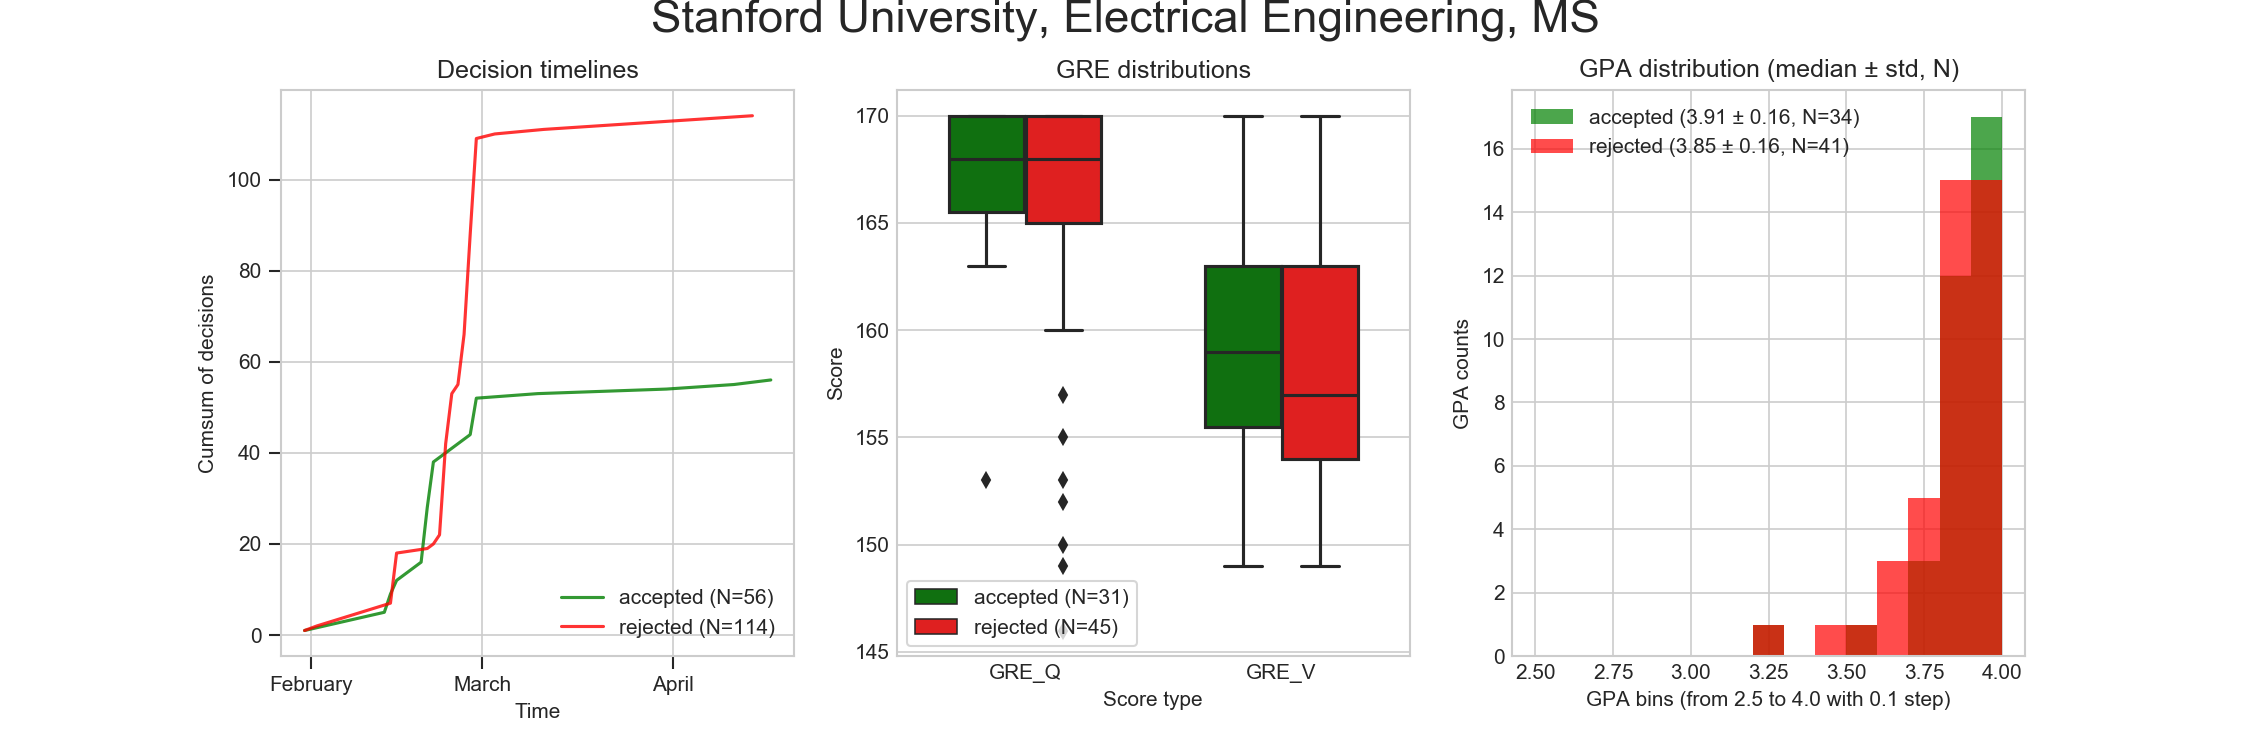 Stanford University, Electrical Engineering, MS
Decision timelines
Cumsum of decisions
100
80
60
40
20
0
accepted (N=56)
rejected (N=114)
February March April
Time
GRE distributions
Score
170
165
160
155
150
145
accepted (N=31)
rejected (N=45)
GRE_Q GRE_V
Score type
GPA distribution (median ± std, N)
accepted (3.91 ± 0.16, N=34)
rejected (3.85 ± 0.16, N=41)
GPA counts
16
14
12
10
8
6
4
2
0
2.50 2.75 3.00 3.25 3.50 3.75 4.00
GPA bins (from 2.5 to 4.0 with 0.1 step)